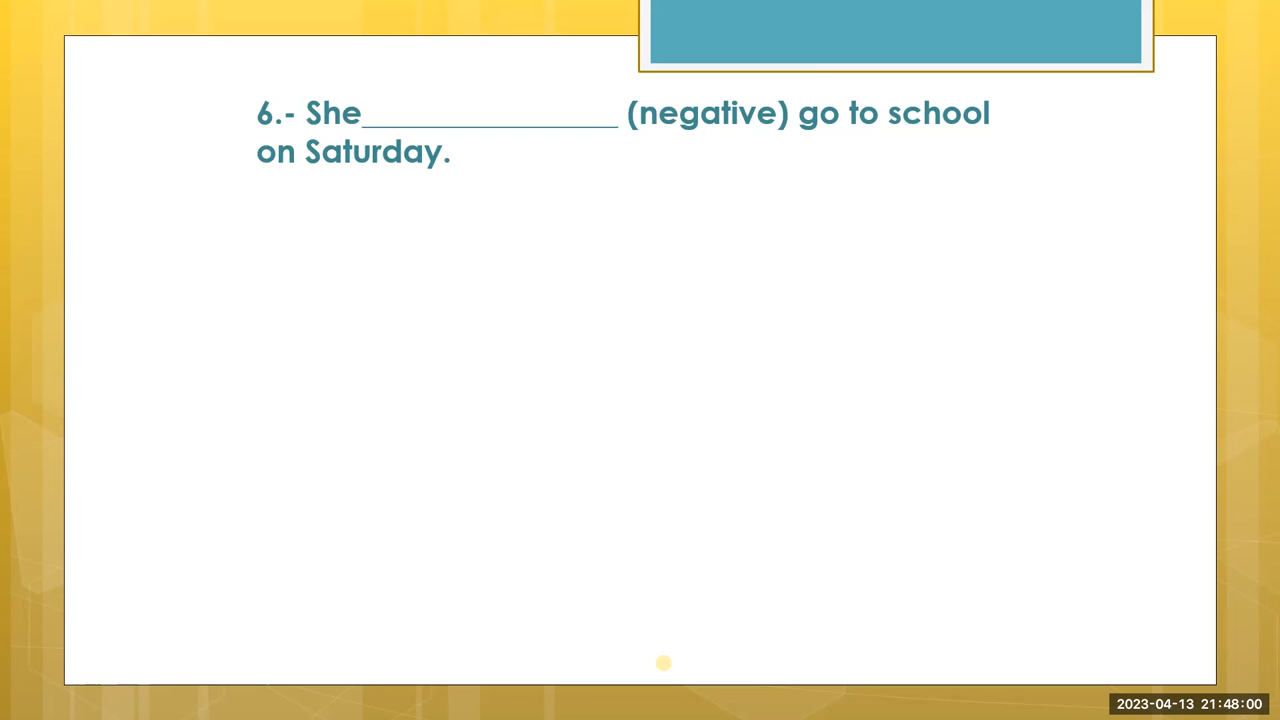 6.- She________________ (negative) go to school
on Saturday.
2023-04-13 21:48:00